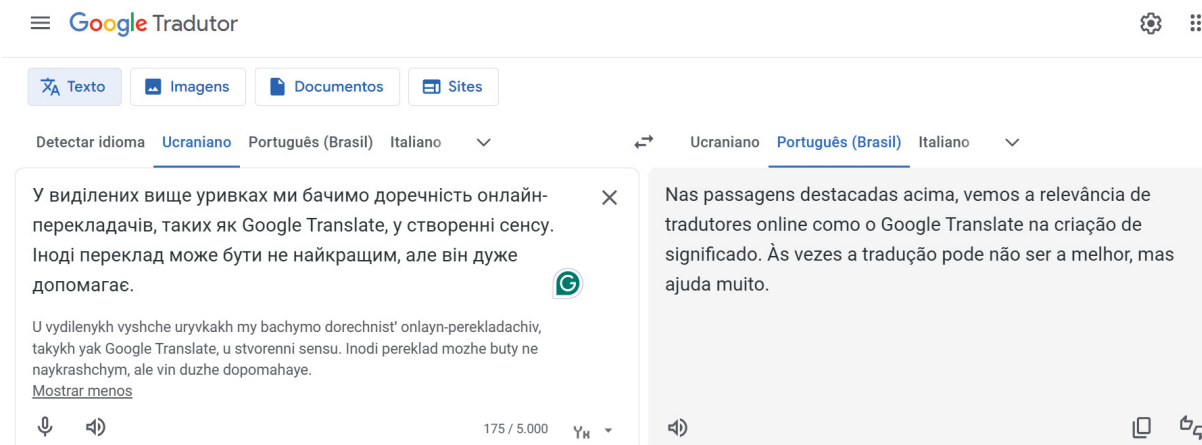 Google Tradutor
Texto
Imagens
Documentos
Sites
Detectar idioma Ucraniano Português (Brasil) Italiano
Ucraniano Português (Brasil) Italiano
У виділених вище уривках ми бачимо доречність онлайн-
перекладачів, таких як Google Translate, у створенні сенсу.
Іноді переклад може бути не найкращим, але він дуже
допомагає.
U vydilenykh vyshche uryvkakh my bachymo dorechnist' onlayn-perekladachiv,
takykh yak Google Translate, u stvorenni sensu. Inodi pereklad mozhe buty ne
naykrashchym, ale vin duzhe dopomahaye.
Mostrar menos
175 / 5.000
Nas passagens destacadas acima, vemos a relevância de
tradutores online como o Google Translate na criação de
significado. Às vezes a tradução pode não ser a melhor, mas
ajuda muito.